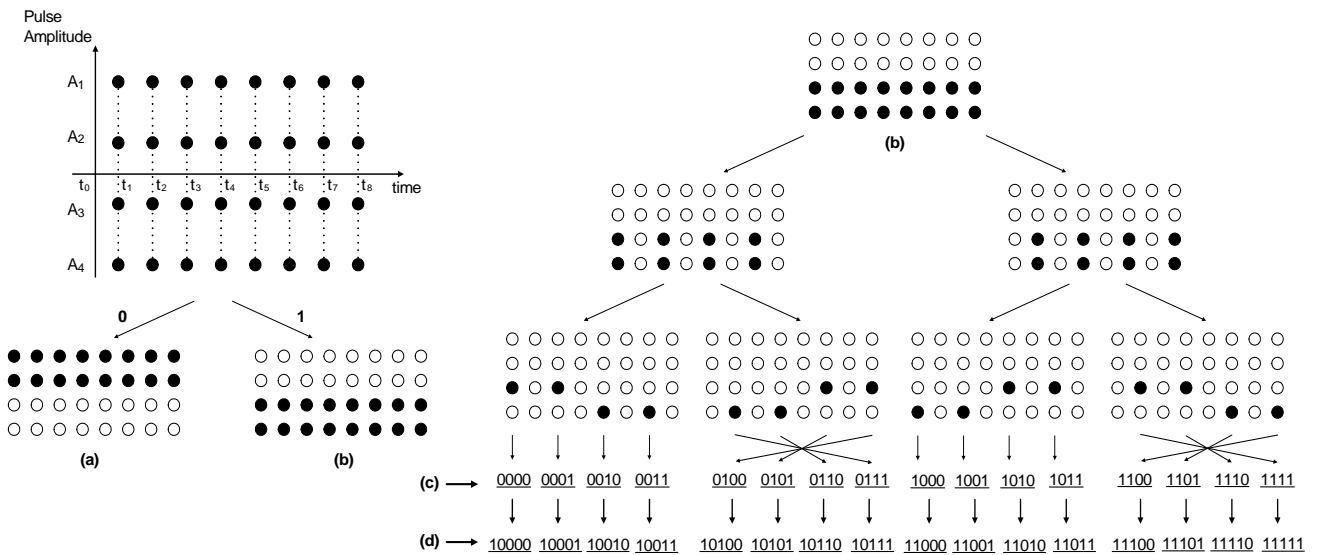 Pulse
Amplitude
A₁
A₂
t₀ t₁ t₂ t₃ t₄ t₅ t₆ t₇ t₈ time
A₃
A₄
0 1
(a) (b)
(b)
(c) 0000 0001 0010 0011 0100 0101 0110 0111 1000 1001 1010 1011 1100 1101 1110 1111
(d) 10000 10001 10010 10011 10100 10101 10110 10111 11000 11001 11010 11011 11100 11101 11110 11111